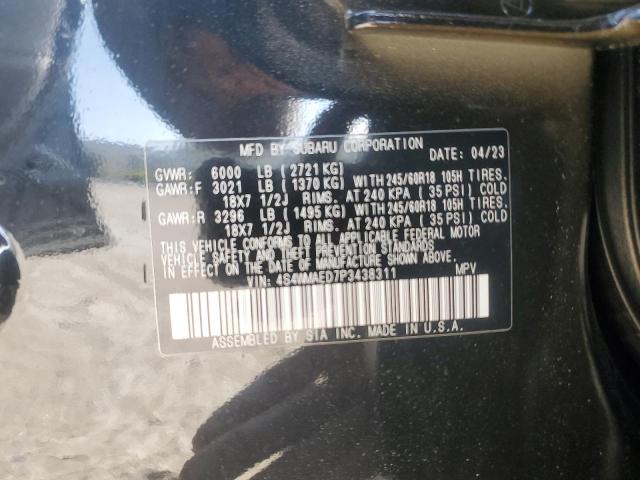 MFD BY SUBARU CORPORATION DATE: 04/23
GVWR: 6000 LB ( 2721 KG)
GAWR:F 3021 LB ( 1370 KG) WITH 245/60R18 105H TIRES,
18X7 1/2J RIMS. AT 240 KPA ( 35 PSI) COLD
GAWR:R 3296 LB ( 1495 KG) WITH 245/60R18 105H TIRES,
18X7 1/2J RIMS. AT 240 KPA ( 35 PSI) COLD
THIS VEHICLE CONFORMS TO ALL APPLICABLE FEDERAL MOTOR
VEHICLE SAFETY AND THEFT PREVENTION STANDARDS
IN EFFECT ON THE DATE OF MANUFACTURE SHOWN ABOVE.
VIN: 4S4WMAED7P3438311 MPV
ASSEMBLED BY SIA INC. MADE IN U.S.A.